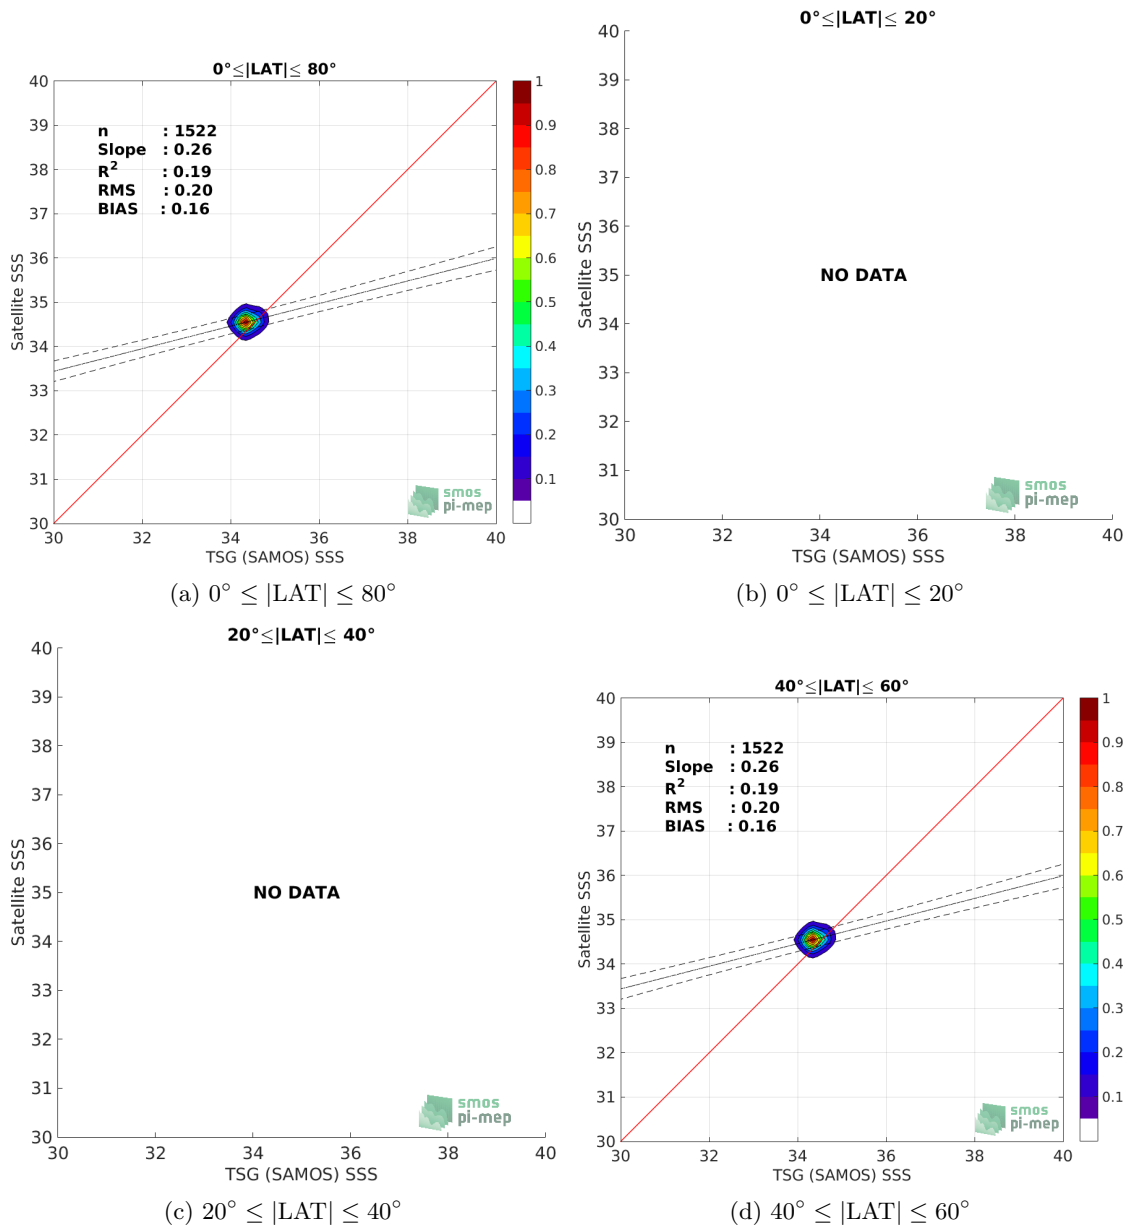 0°≤|LAT|≤ 80°
n : 1522
Slope : 0.26
R² : 0.19
RMS : 0.20
BIAS : 0.16
Satellite SSS
40
39
38
37
36
35
34
33
32
31
30
30 32 34 36 38 40
TSG (SAMOS) SSS
1
0.9
0.8
0.7
0.6
0.5
0.4
0.3
0.2
0.1
smos
pi-mep
(a) 0° ≤ |LAT| ≤ 80°
0°≤|LAT|≤ 20°
Satellite SSS
40
39
38
37
36
35
34
33
32
31
30
NO DATA
smos
pi-mep
30 32 34 36 38 40
TSG (SAMOS) SSS
(b) 0° ≤ |LAT| ≤ 20°
20°≤|LAT|≤ 40°
Satellite SSS
40
39
38
37
36
35
34
33
32
31
30
NO DATA
smos
pi-mep
30 32 34 36 38 40
TSG (SAMOS) SSS
(c) 20° ≤ |LAT| ≤ 40°
40°≤|LAT|≤ 60°
n : 1522
Slope : 0.26
R² : 0.19
RMS : 0.20
BIAS : 0.16
Satellite SSS
40
39
38
37
36
35
34
33
32
31
30
30 32 34 36 38 40
TSG (SAMOS) SSS
1
0.9
0.8
0.7
0.6
0.5
0.4
0.3
0.2
0.1
smos
pi-mep
(d) 40° ≤ |LAT| ≤ 60°